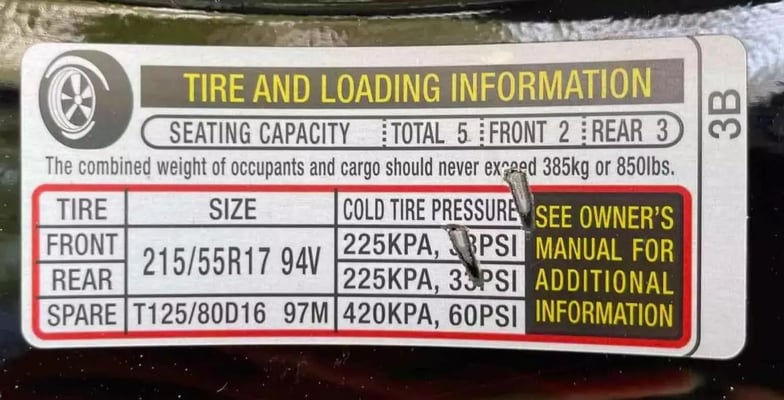 TIRE AND LOADING INFORMATION
SEATING CAPACITY TOTAL 5 FRONT 2 REAR 3
The combined weight of occupants and cargo should never exceed 385kg or 850lbs.
TIRE SIZE COLD TIRE PRESSURE
FRONT 215/55R17 94V 225KPA, PSI
REAR 225KPA, 33PSI
SPARE T125/80D16 97M 420KPA, 60PSI
SEE OWNER'S
MANUAL FOR
ADDITIONAL
INFORMATION
3B